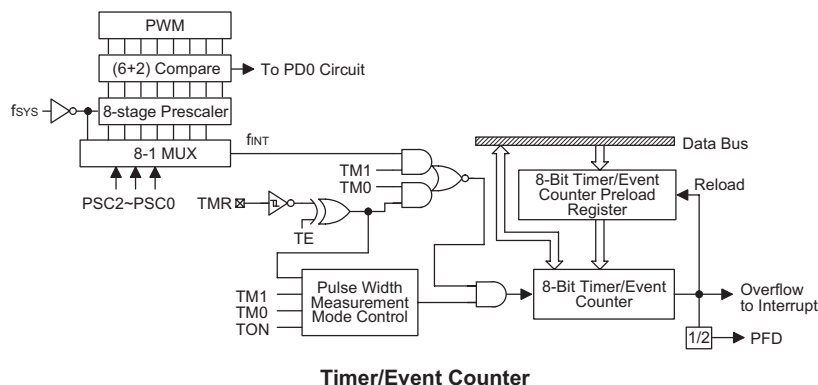 PWM
(6+2) Compare
To PD0 Circuit
fSYS
8-stage Prescaler
8-1 MUX
fINT
PSC2~PSC0
TM1
TM0
TMR
TE
TM1
TM0
TON
Pulse Width
Measurement
Mode Control
Data Bus
8-Bit Timer/Event
Counter Preload
Register
Reload
8-Bit Timer/Event
Counter
Overflow
to Interrupt
1/2
PFD
Timer/Event Counter